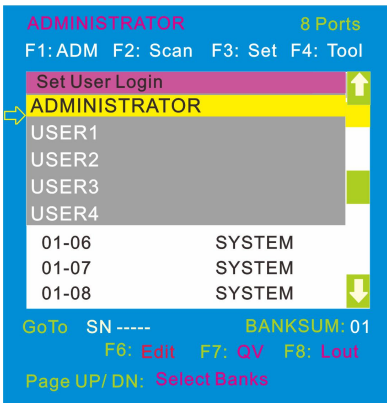 ADMINISTRATOR 8 Ports
F1: ADM F2: Scan F3: Set F4: Tool
Set User Login
ADMINISTRATOR
USER1
USER2
USER3
USER4
01-06 SYSTEM
01-07 SYSTEM
01-08 SYSTEM
GoTo SN ----- BANKSUM: 01
F6: Edit F7: QV F8: Lout
Page UP/ DN: Select Banks